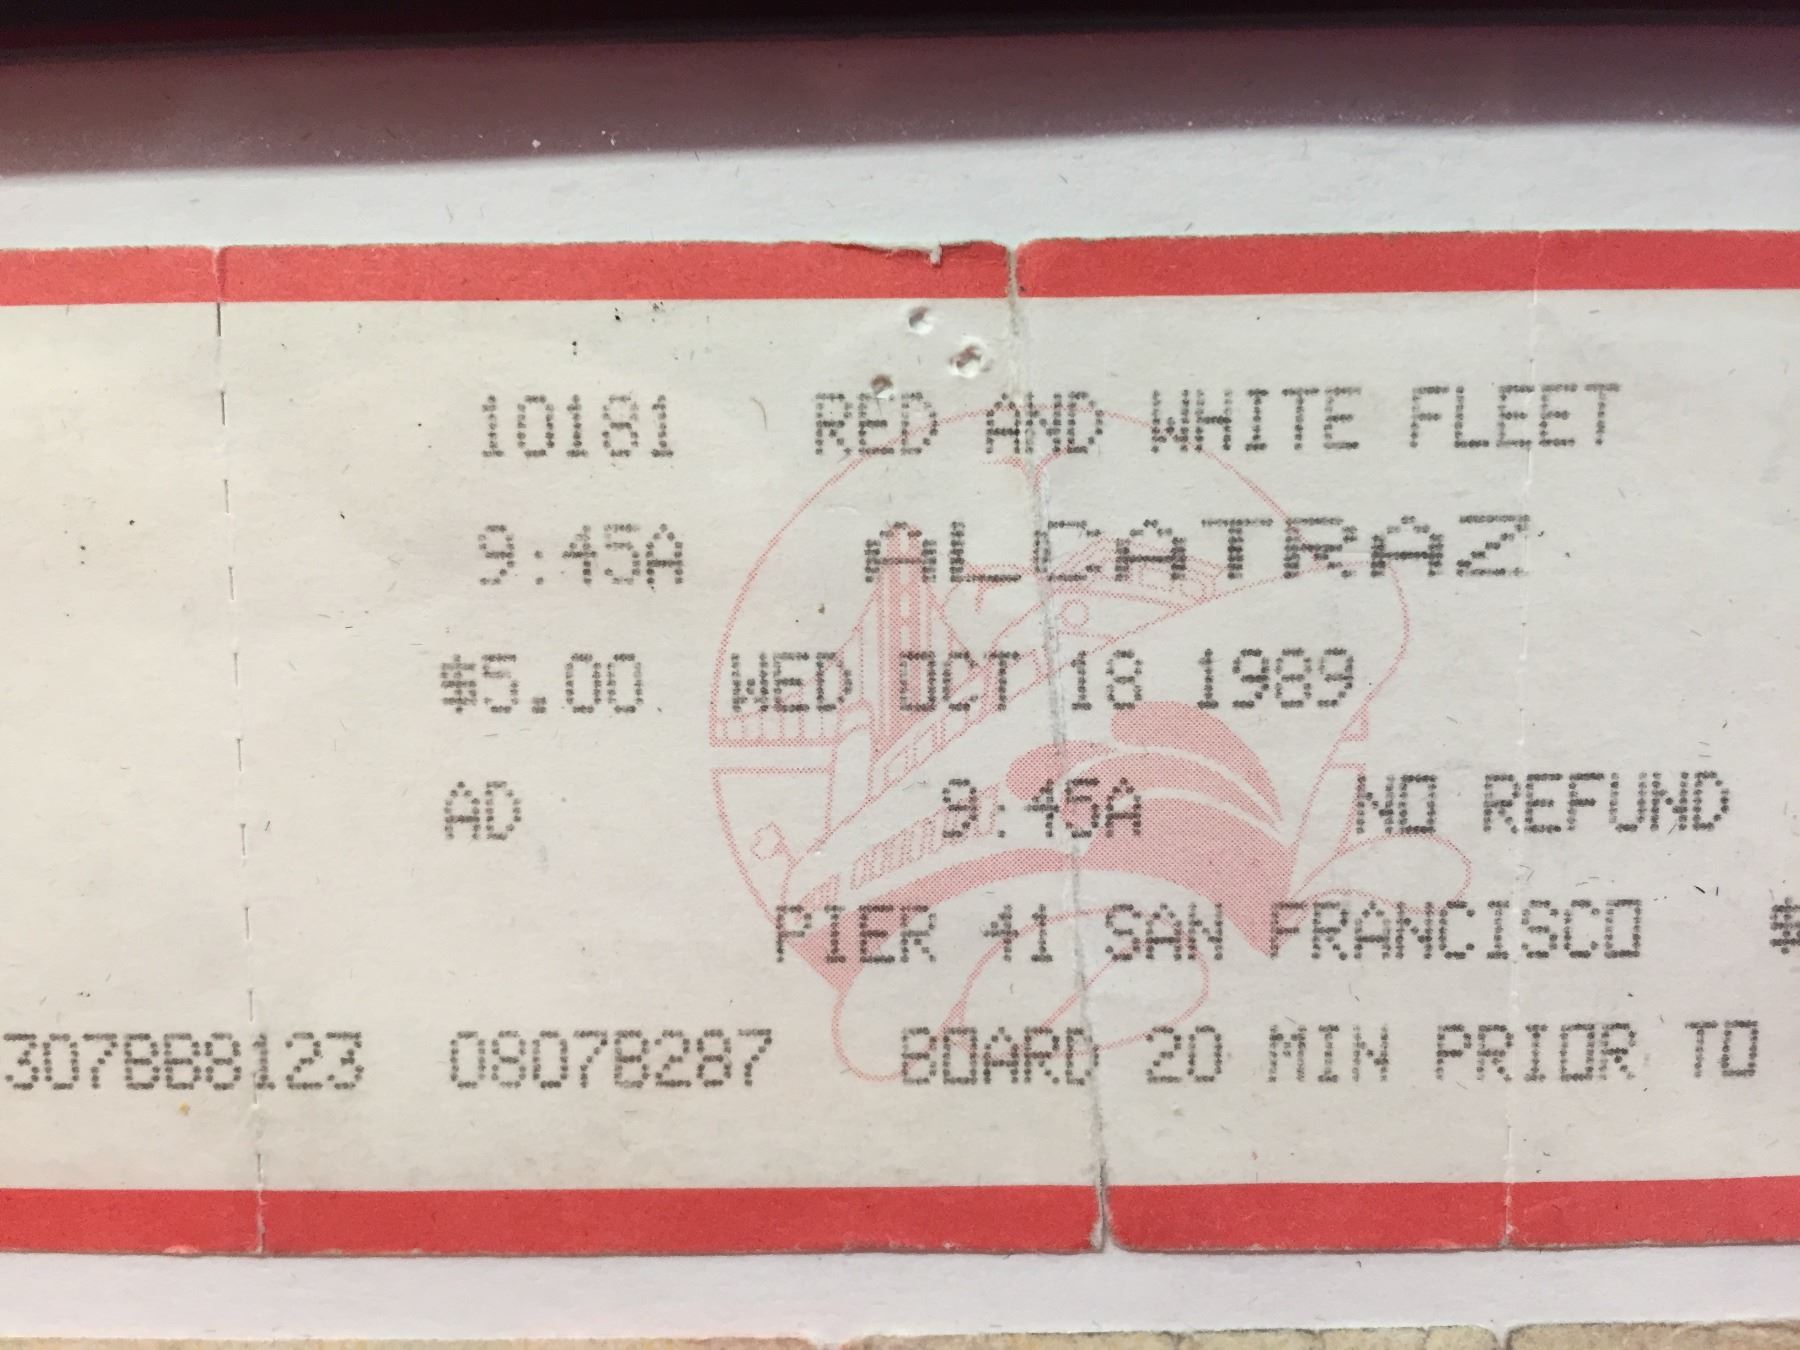 10181 RED AND WHITE FLEET
9:45A ALCATRAZ
$5.00 WED OCT 18 1989
AD 9:45A NO REFUND
PIER 41 SAN FRANCISCO
0807B287 BOARD 20 MIN PRIOR TO